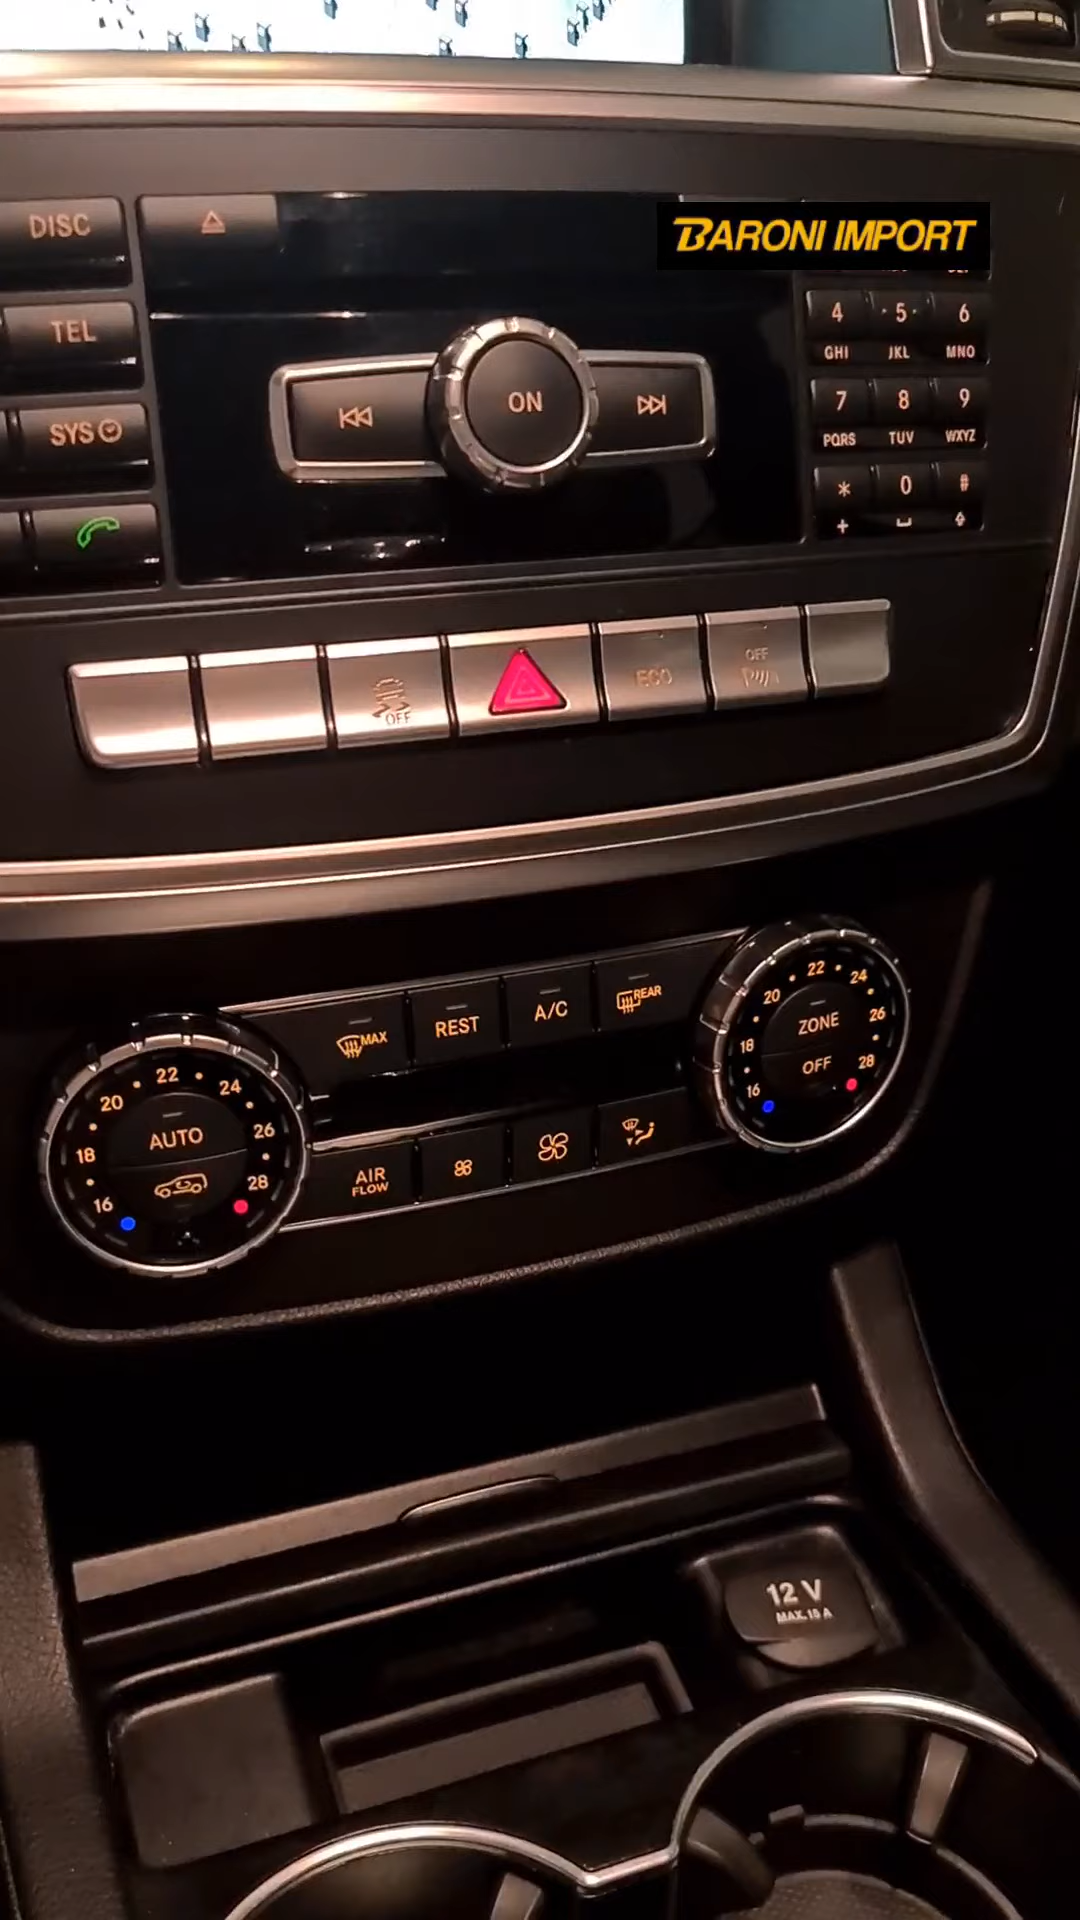 DISC
BARONI IMPORT
TEL
4 5 6
GHI JKL MNO
ON
SYS
7 8 9
PQRS TUV WXYZ
* 0 #
+
OFF
ECO
OFF
MAX
REST
A/C
REAR
22
20 24
18 26
16 28
ZONE
OFF
22
20 24
18 26
16 28
AUTO
AIR
FLOW
12 V
MAX. 15 A